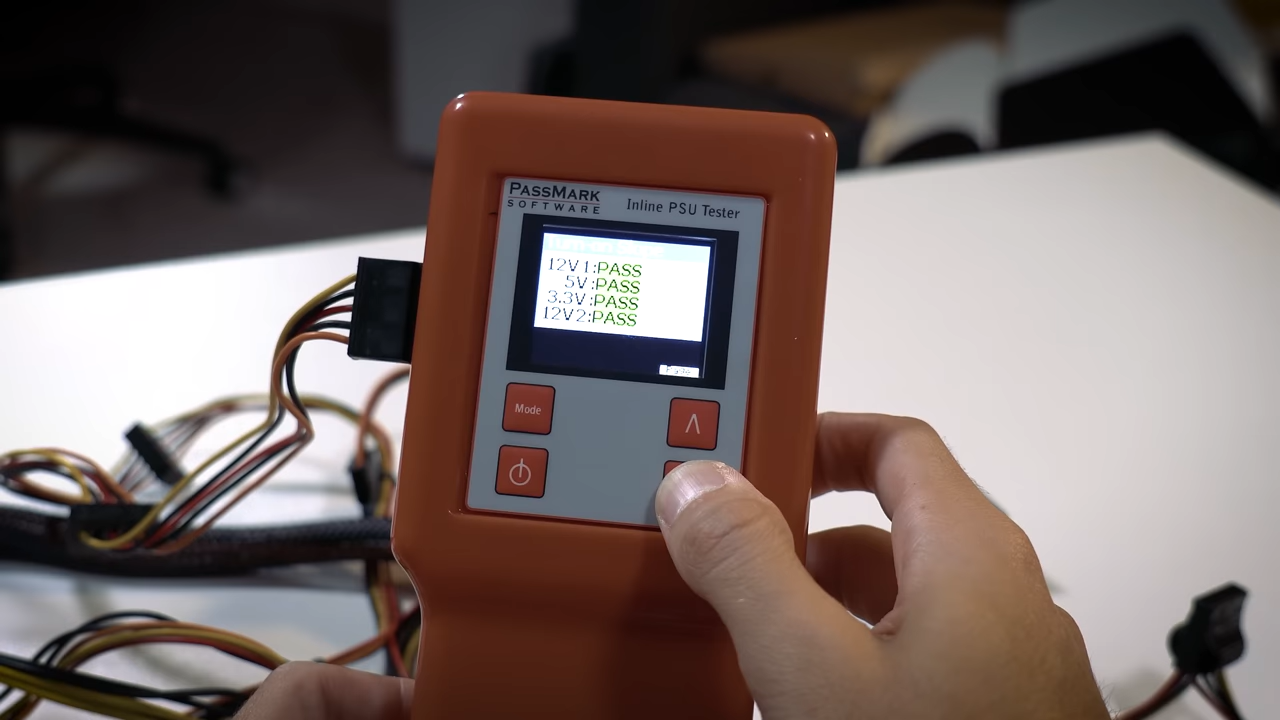 PASSMARK
SOFTWARE
Inline PSU Tester
12V1:PASS
5V:PASS
3.3V:PASS
12V2:PASS
Mode